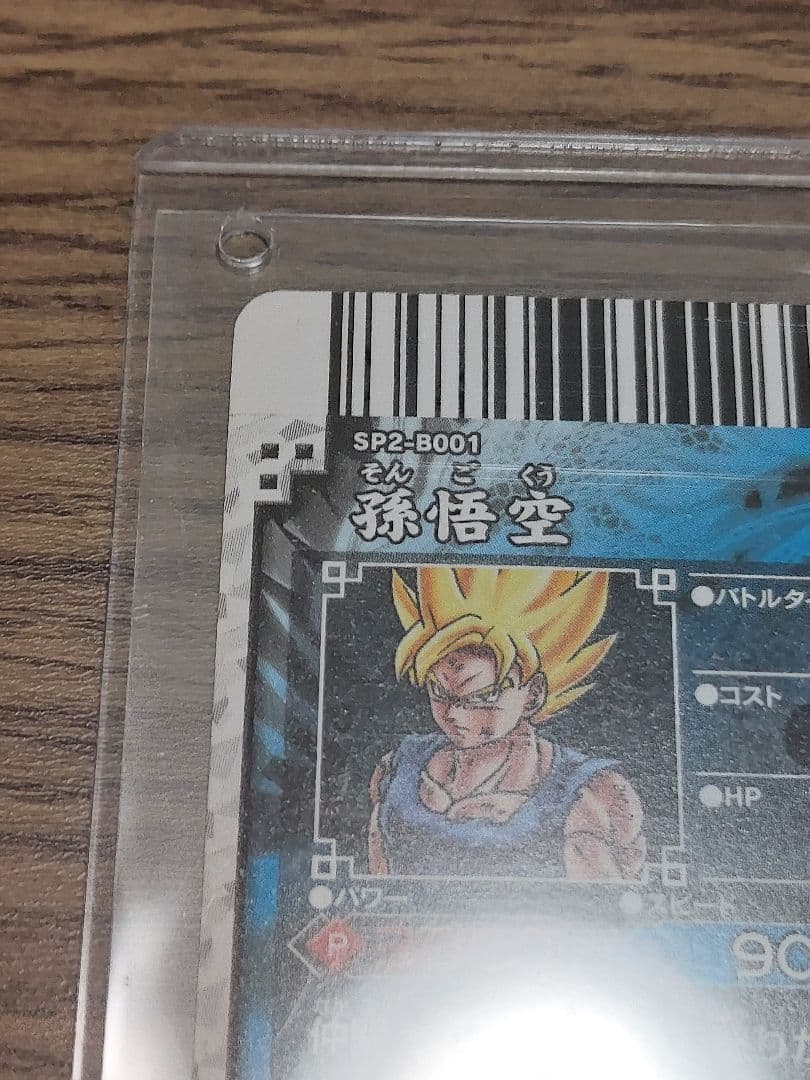 SP2-B001
そん ご くう
孫悟空
●バトルタ
●コスト
●HP
●パワー
●スピード
P
90